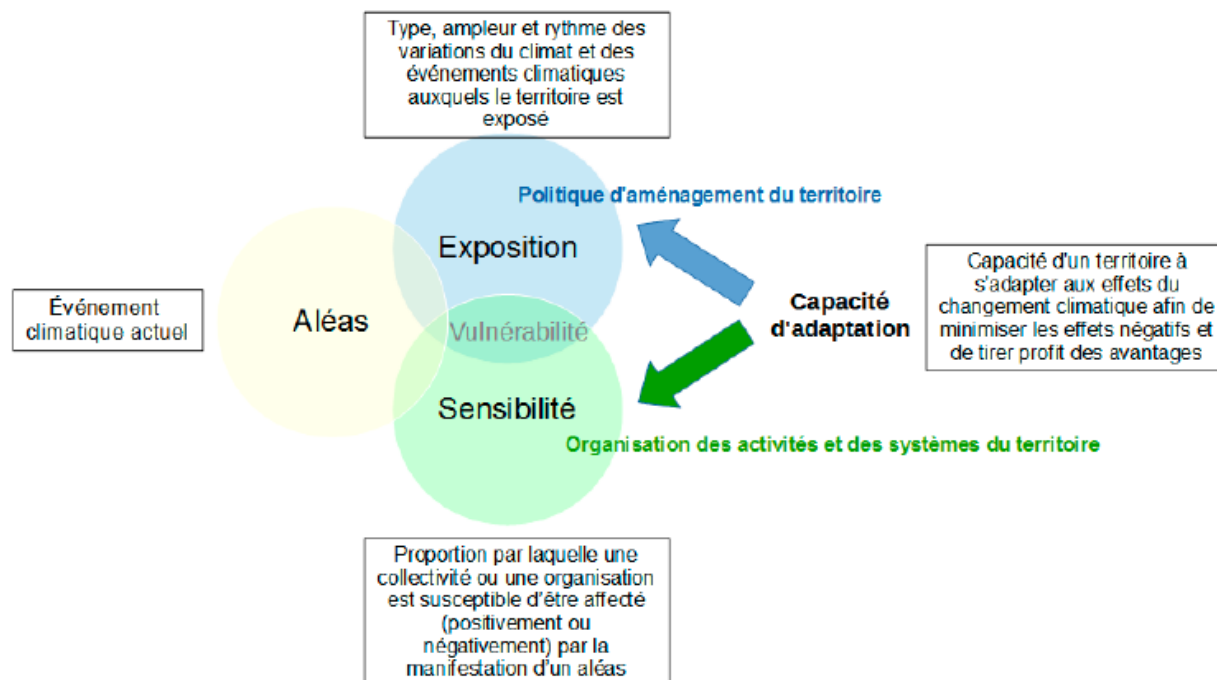 Type, ampleur et rythme des
variations du climat et des
événements climatiques
auxquels le territoire est
exposé
Politique d'aménagement du territoire
Exposition
Événement
climatique actuel
Aléas
Vulnérabilité
Capacité
d'adaptation
Capacité d'un territoire à
s'adapter aux effets du
changement climatique afin de
minimiser les effets négatifs et
de tirer profit des avantages
Sensibilité
Organisation des activités et des systèmes du territoire
Proportion par laquelle une
collectivité ou une organisation
est susceptible d'être affecté
(positivement ou
négativement) par la
manifestation d'un aléas